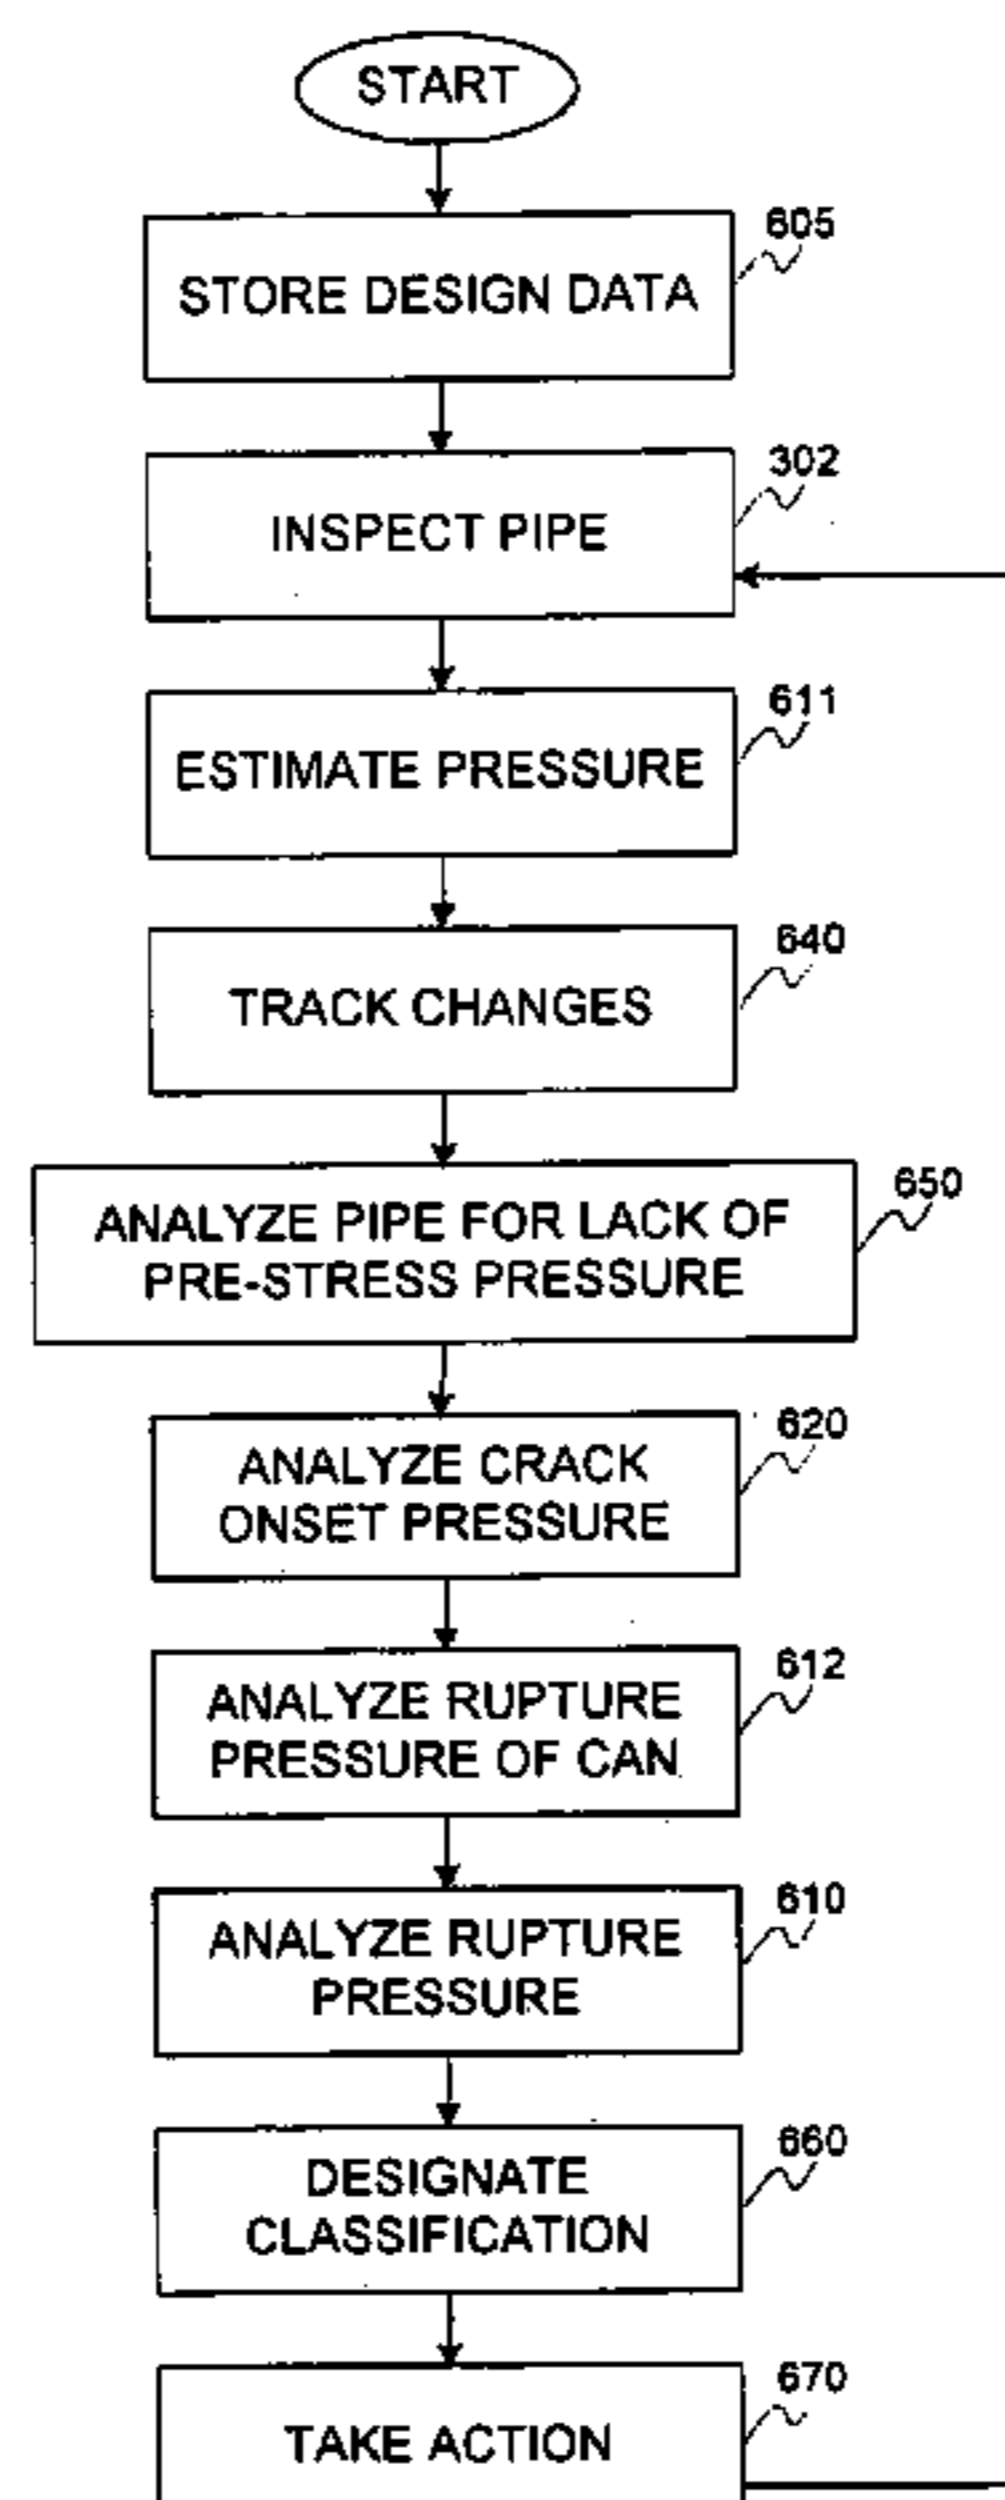 START
605
STORE DESIGN DATA
302
INSPECT PIPE
611
ESTIMATE PRESSURE
640
TRACK CHANGES
650
ANALYZE PIPE FOR LACK OF
PRE-STRESS PRESSURE
620
ANALYZE CRACK
ONSET PRESSURE
612
ANALYZE RUPTURE
PRESSURE OF CAN
610
ANALYZE RUPTURE
PRESSURE
660
DESIGNATE
CLASSIFICATION
670
TAKE ACTION